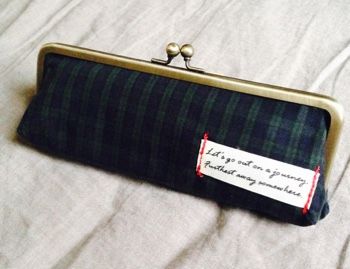 Let's go out on a journey
Furthest away somewhere